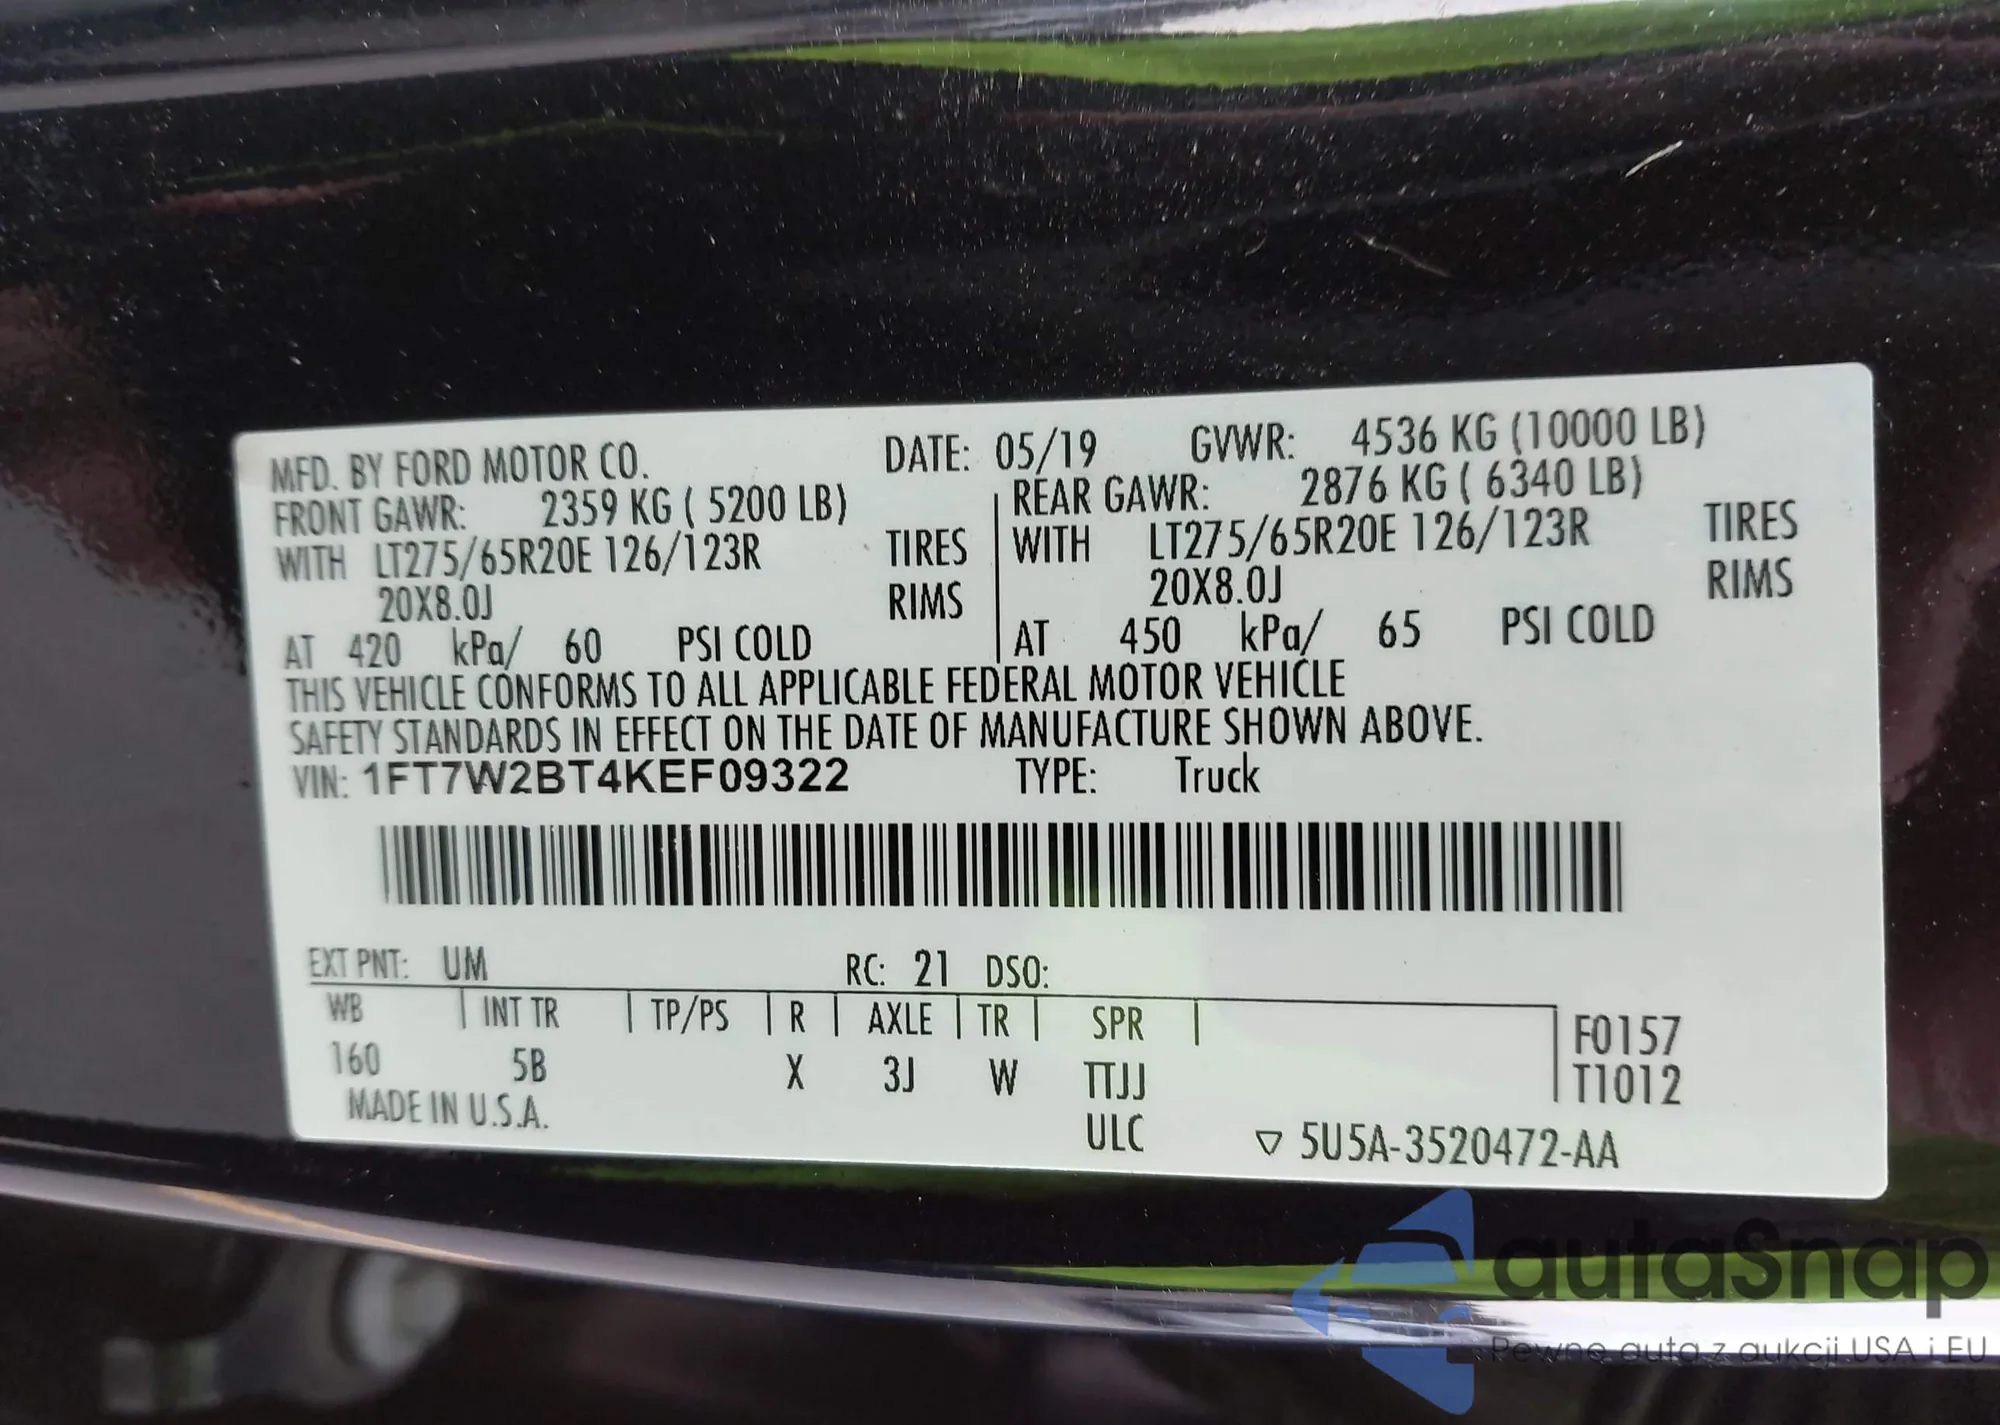 MFD. BY FORD MOTOR CO. DATE: 05/19 GVWR: 4536 KG (10000 LB)
FRONT GAWR: 2359 KG ( 5200 LB) REAR GAWR: 2876 KG ( 6340 LB)
WITH LT275/65R20E 126/123R TIRES WITH LT275/65R20E 126/123R TIRES
20X8.0J RIMS 20X8.0J RIMS
AT 420 kPa/ 60 PSI COLD AT 450 kPa/ 65 PSI COLD
THIS VEHICLE CONFORMS TO ALL APPLICABLE FEDERAL MOTOR VEHICLE
SAFETY STANDARDS IN EFFECT ON THE DATE OF MANUFACTURE SHOWN ABOVE.
VIN: 1FT7W2BT4KEF09322 TYPE: Truck
EXT PNT: UM RC: 21 DSO:
WB INT TR TP/PS R AXLE TR SPR F0157
160 5B X 3J W TTJJ T1012
MADE IN U.S.A. ULC ▽ 5U5A-3520472-AA
autaSnap
Pewne auta z aukcji USA i EU